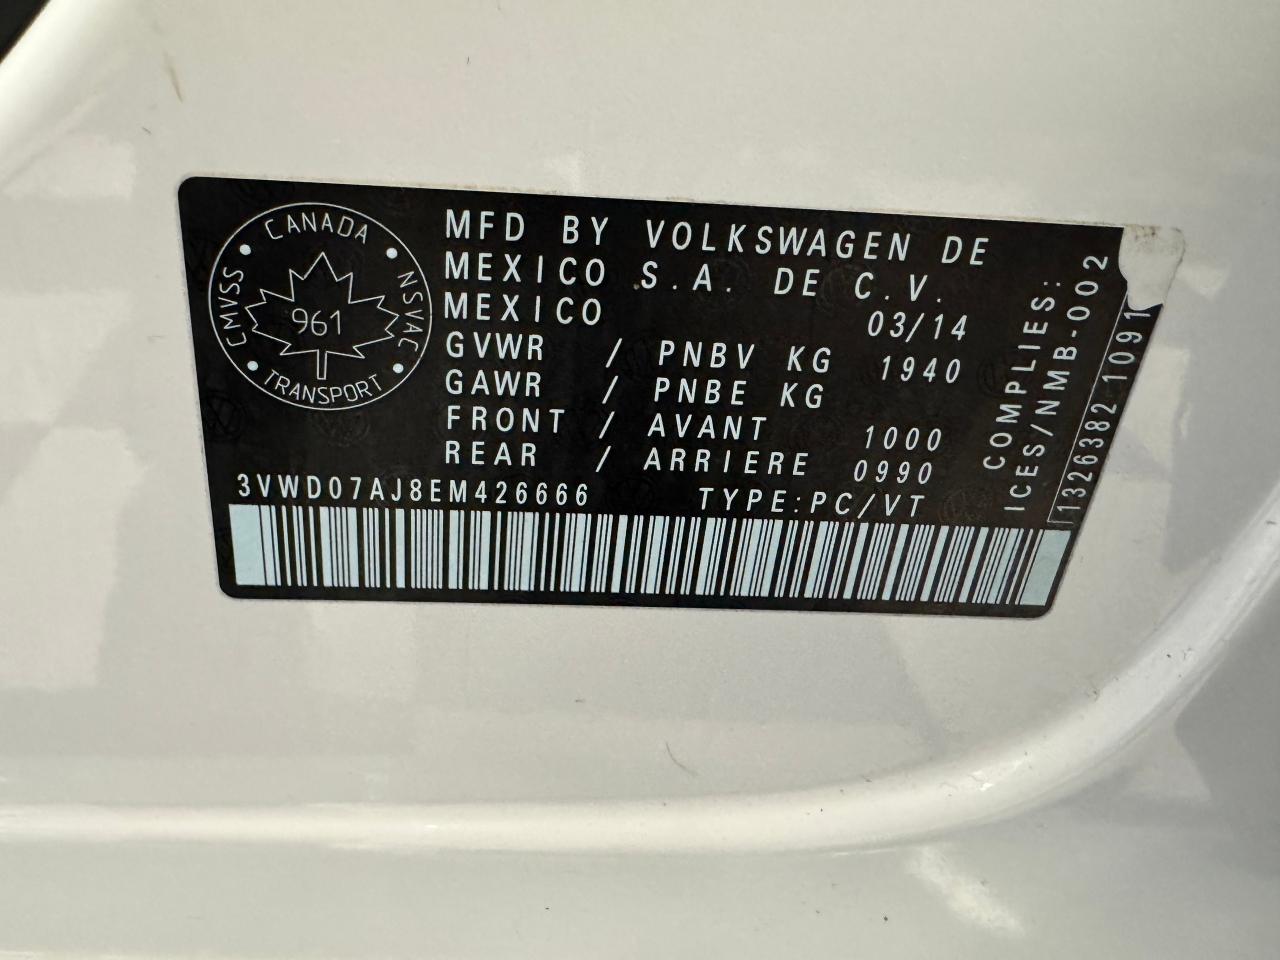 CANADA
CMVSS
NSVAC
961
TRANSPORT
MFD BY VOLKSWAGEN DE
MEXICO S.A. DE C.V.
MEXICO 03/14
GVWR / PNBV KG 1940
GAWR / PNBE KG
FRONT / AVANT 1000
REAR / ARRIERE 0990
3VWD07AJ8EM426666 TYPE:PC/VT
COMPLIES:
ICES/NMB-002
1326382 1091